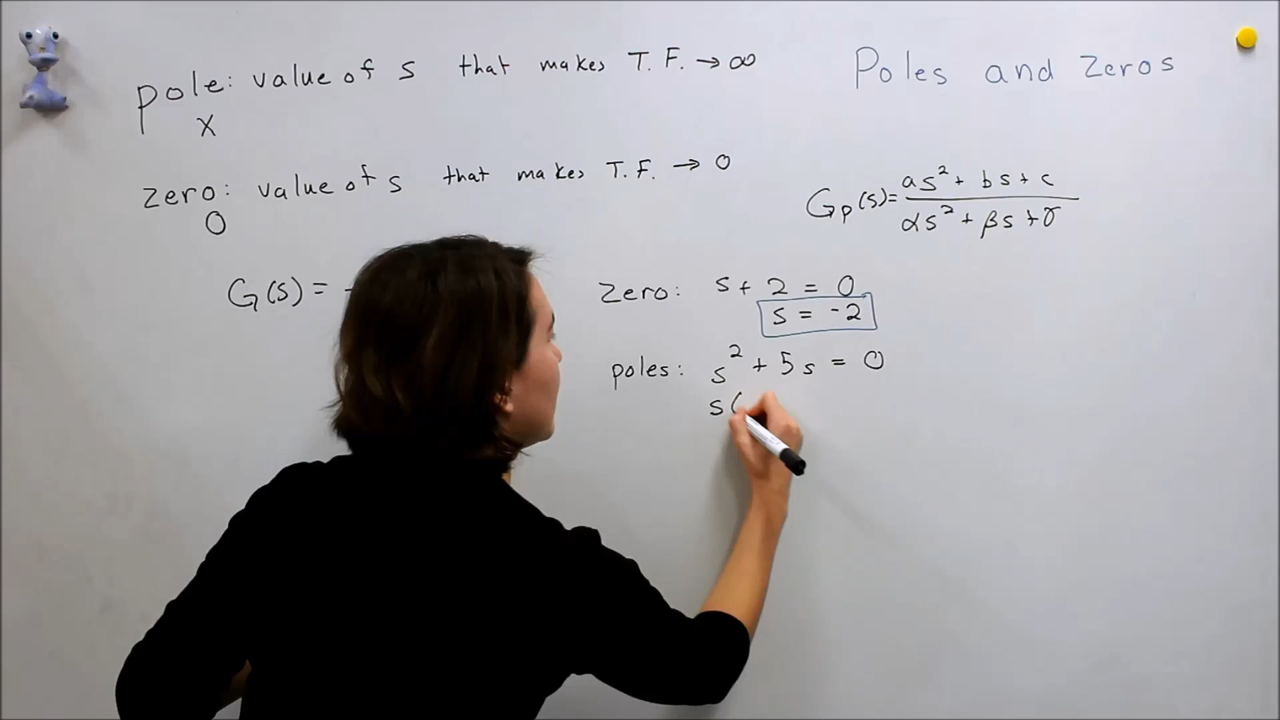 pole: value of s that makes T.F. → ∞
x
Poles and Zeros
zero: value of s that makes T.F. → 0
O
Gp(s) = as² + bs + c
αs² + βs + γ
G(s) = -
Zero: s + 2 = 0
s = -2
poles: s² + 5s = 0
s(